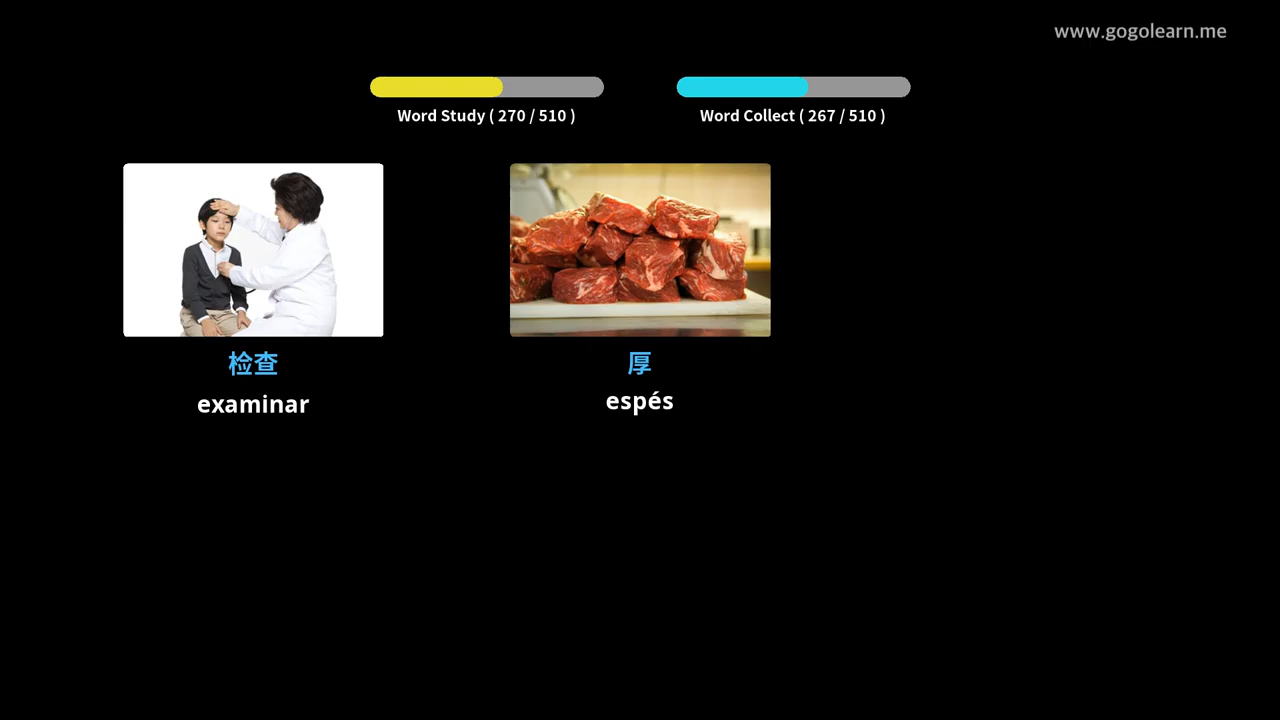 www.gogolearn.me
Word Study ( 270 / 510 )
Word Collect ( 267 / 510 )
检查
examinar
厚
espés